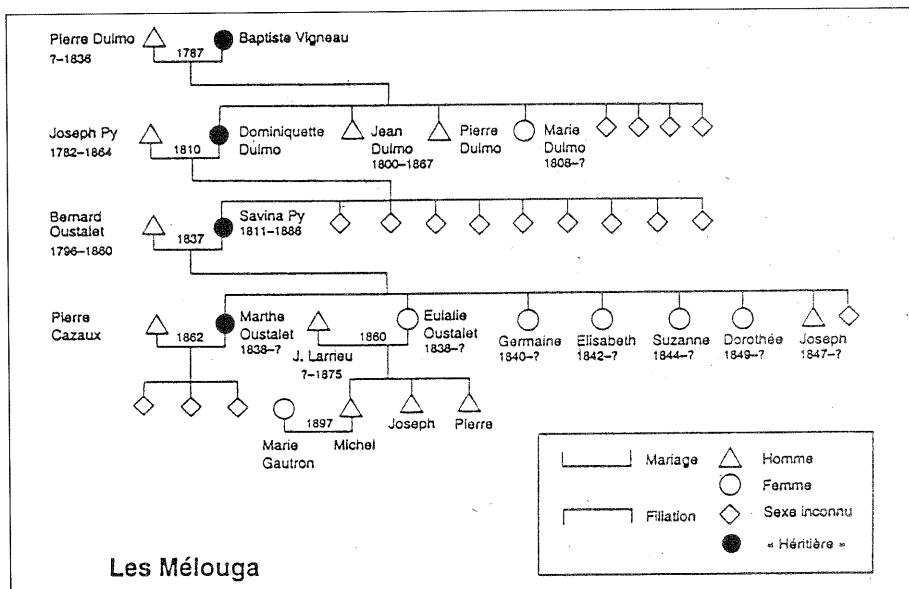 Pierre Dulmo
?–1836
1787
Baptiste Vigneau
Joseph Py
1782–1864
1810
Dominiquette
Dulmo
Jean
Dulmo
1800–1867
Pierre
Dulmo
Marie
Dulmo
1808–?
Bernard
Oustalet
1796–1860
1837
Savina Py
1811–1886
Pierre
Cazaux
1862
Marthe
Oustalet
1838–?
J. Larrieu
?–1875
1860
Eulalie
Oustalet
1838–?
Germaine
1840–?
Elisabeth
1842–?
Suzanne
1844–?
Dorothée
1849–?
Joseph
1847–?
Marie
Gautron
1897
Michel
Joseph
Pierre
Mariage
Homme
Femme
Filiation
Sexe inconnu
« Héritière »
Les Mélouga